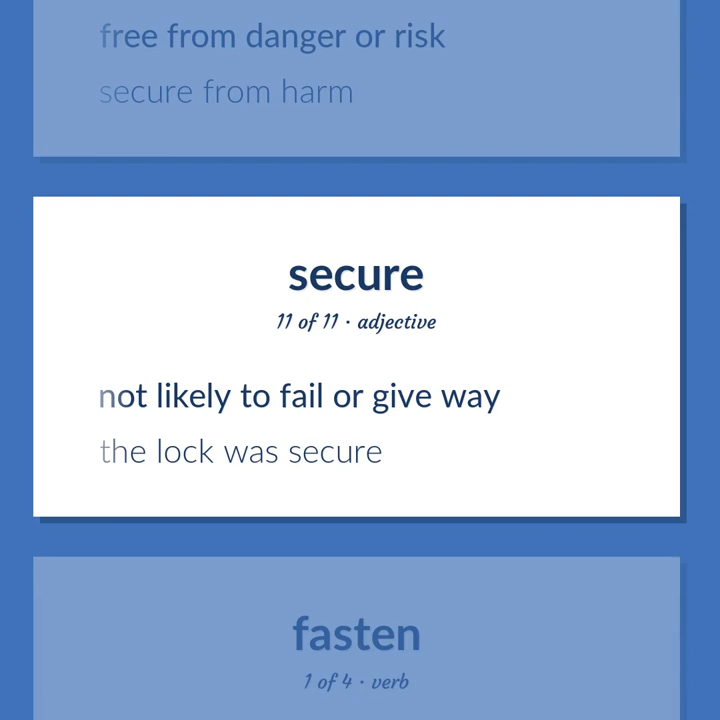 free from danger or risk
secure from harm
secure
11 of 11 · adjective
not likely to fail or give way
the lock was secure
fasten
1 of 4 · verb